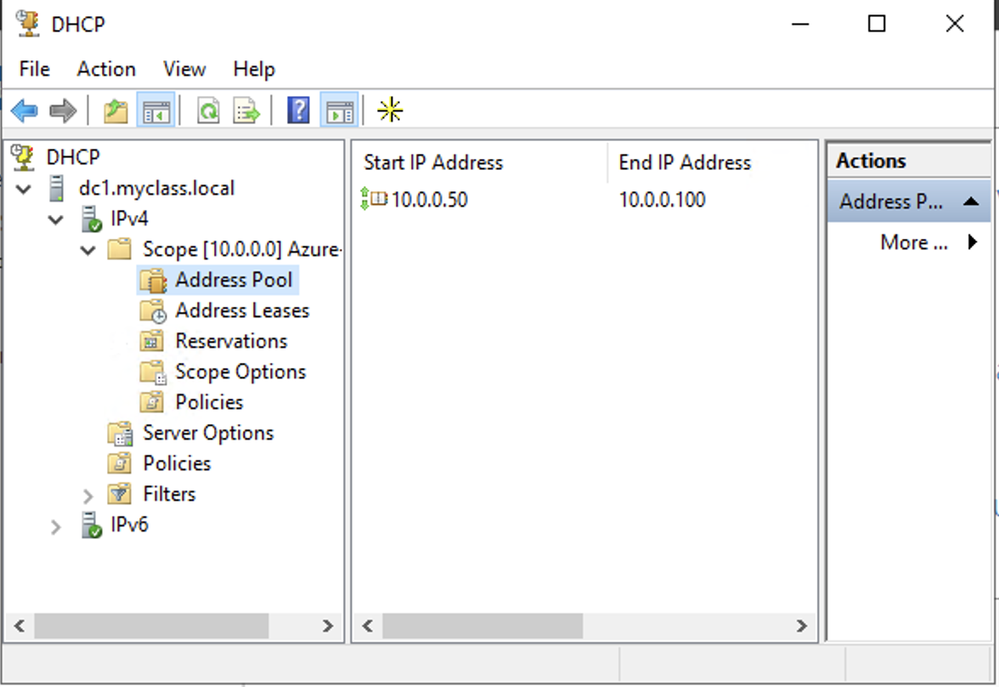 DHCP
File Action View Help
DHCP
dc1.myclass.local
IPv4
Scope [10.0.0.0] Azure-
Address Pool
Address Leases
Reservations
Scope Options
Policies
Server Options
Policies
Filters
IPv6
Start IP Address End IP Address
10.0.0.50 10.0.0.100
Actions
Address P...
More ...